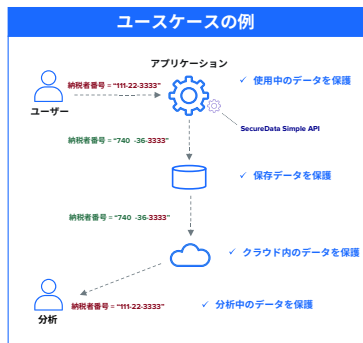 ユースケースの例
アプリケーション
納税者番号 = “111-22-3333”
✓ 使用中のデータを保護
ユーザー
SecureData Simple API
納税者番号 = “740 -36-3333”
✓ 保存データを保護
納税者番号 = “740 -36-3333”
✓ クラウド内のデータを保護
納税者番号 = “111-22-3333”
✓ 分析中のデータを保護
分析